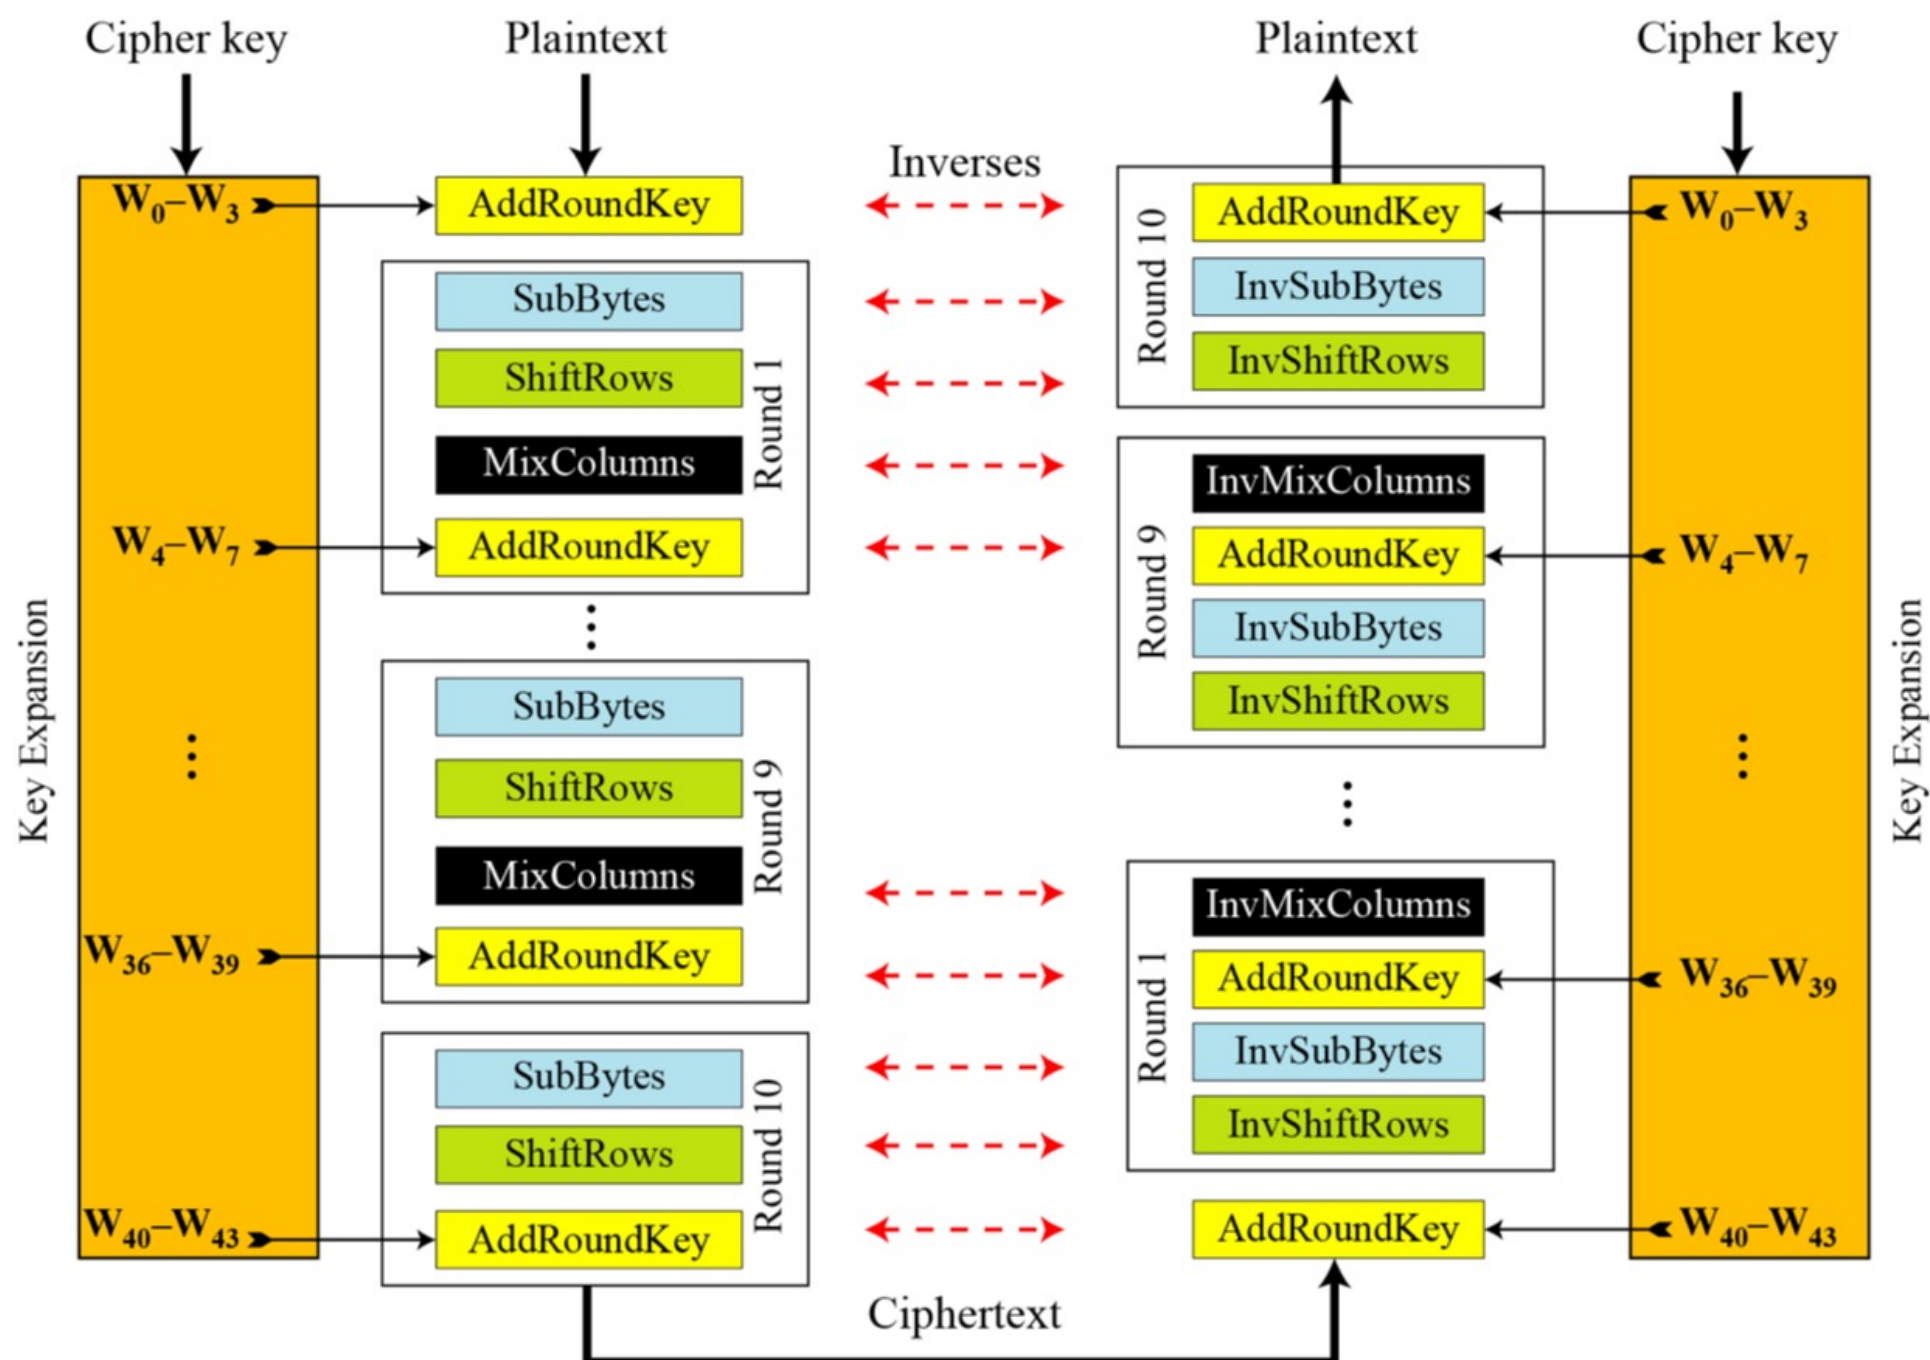 Cipher key
Plaintext
Plaintext
Cipher key
Inverses
Key Expansion
W0–W3
W4–W7
W36–W39
W40–W43
AddRoundKey
SubBytes
ShiftRows
MixColumns
AddRoundKey
Round 1
SubBytes
ShiftRows
MixColumns
AddRoundKey
Round 9
SubBytes
ShiftRows
AddRoundKey
Round 10
Ciphertext
AddRoundKey
InvSubBytes
InvShiftRows
Round 10
InvMixColumns
AddRoundKey
InvSubBytes
InvShiftRows
Round 9
InvMixColumns
AddRoundKey
InvSubBytes
InvShiftRows
Round 1
AddRoundKey
W0–W3
W4–W7
W36–W39
W40–W43
Key Expansion